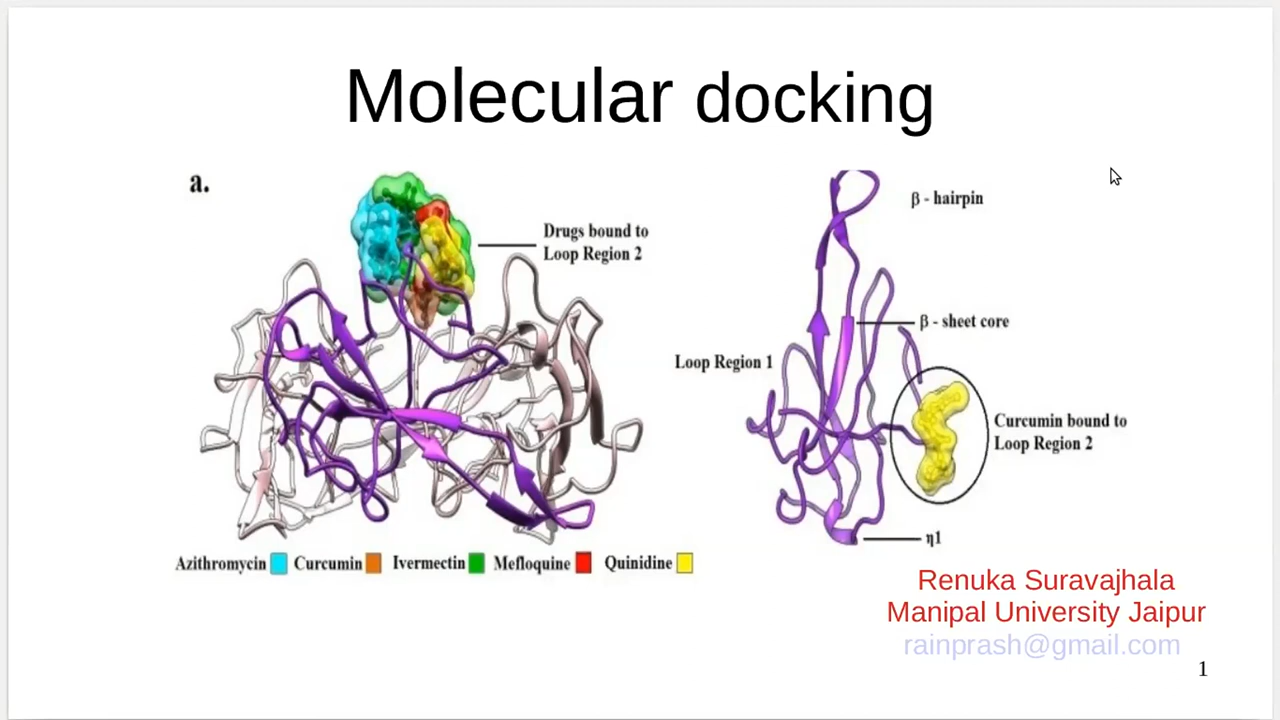 Molecular docking
a.
Drugs bound to
Loop Region 2
β - hairpin
β - sheet core
Loop Region 1
Curcumin bound to
Loop Region 2
η1
Azithromycin Curcumin Ivermectin Mefloquine Quinidine
Renuka Suravajhala
Manipal University Jaipur
rainprash@gmail.com
1